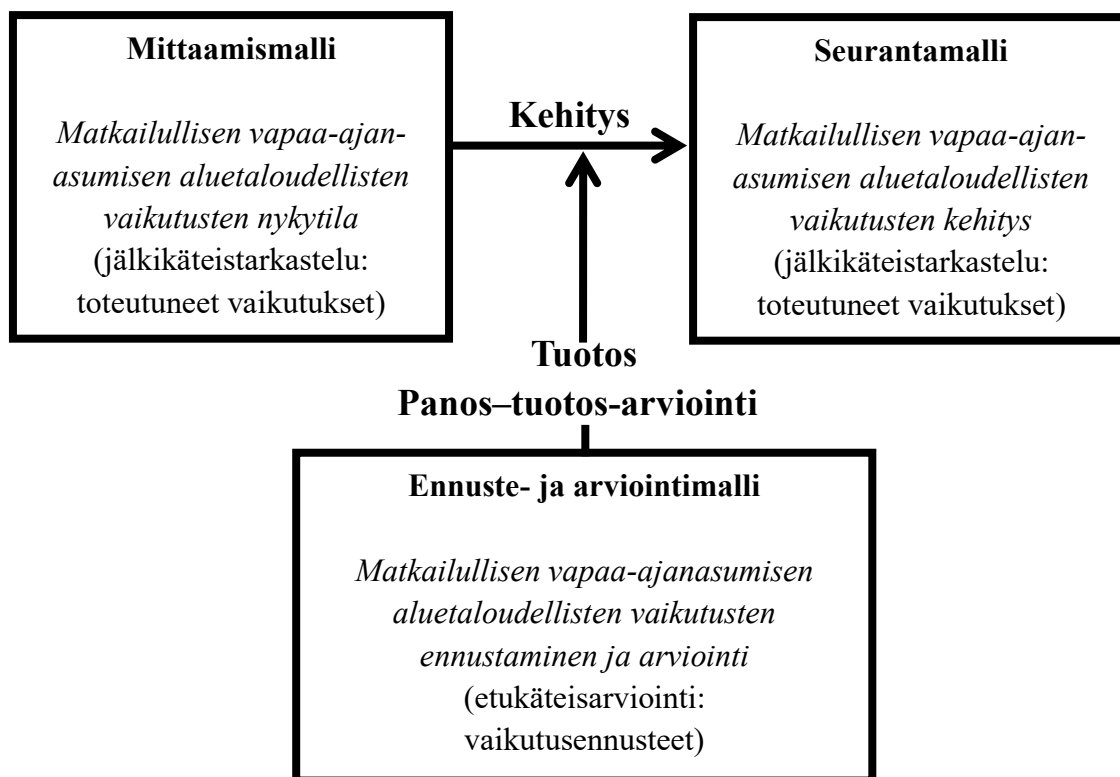 Mittaamismalli
Matkailullisen vapaa-ajan-
asumisen aluetaloudellisten
vaikutusten nykytila
(jälkikäteistarkastelu:
toteutuneet vaikutukset)
Kehitys
Seurantamalli
Matkailullisen vapaa-ajan-
asumisen aluetaloudellisten
vaikutusten kehitys
(jälkikäteistarkastelu:
toteutuneet vaikutukset)
Tuotos
Panos–tuotos-arviointi
Ennuste- ja arviointimalli
Matkailullisen vapaa-ajanasumisen
aluetaloudellisten vaikutusten
ennustaminen ja arviointi
(etukäteisarviointi:
vaikutusennusteet)